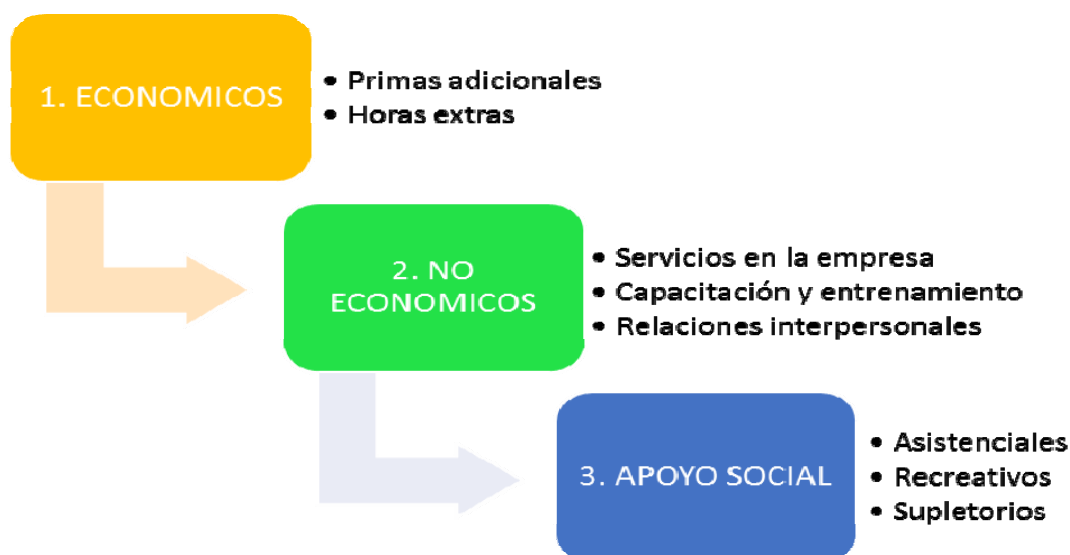 1. ECONOMICOS
• Primas adicionales
• Horas extras
2. NO
ECONOMICOS
• Servicios en la empresa
• Capacitación y entrenamiento
• Relaciones interpersonales
3. APOYO SOCIAL
• Asistenciales
• Recreativos
• Supletorios